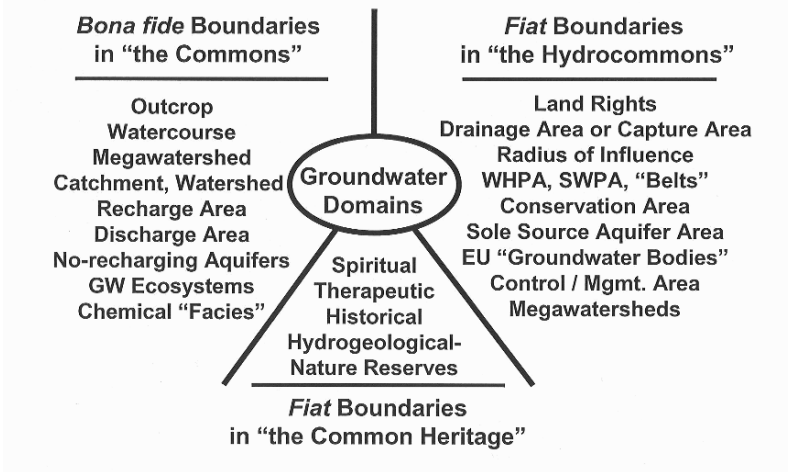 Bona fide Boundaries
in “the Commons”
Outcrop
Watercourse
Megawatershed
Catchment, Watershed
Recharge Area
Discharge Area
No-recharging Aquifers
GW Ecosystems
Chemical “Facies”
Fiat Boundaries
in “the Hydrocommons”
Land Rights
Drainage Area or Capture Area
Radius of Influence
WHPA, SWPA, “Belts”
Conservation Area
Sole Source Aquifer Area
EU “Groundwater Bodies”
Control / Mgmt. Area
Megawatersheds
Groundwater
Domains
Spiritual
Therapeutic
Historical
Hydrogeological-
Nature Reserves
Fiat Boundaries
in “the Common Heritage”